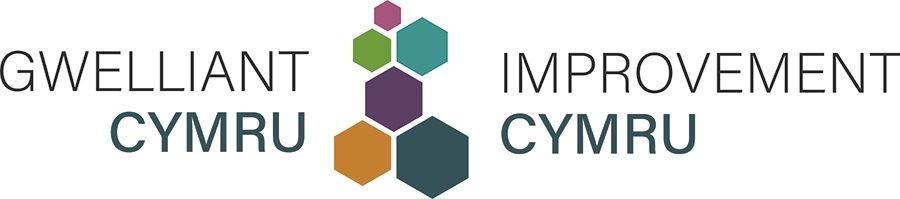 GWELLIANT
CYMRU
IMPROVEMENT
CYMRU